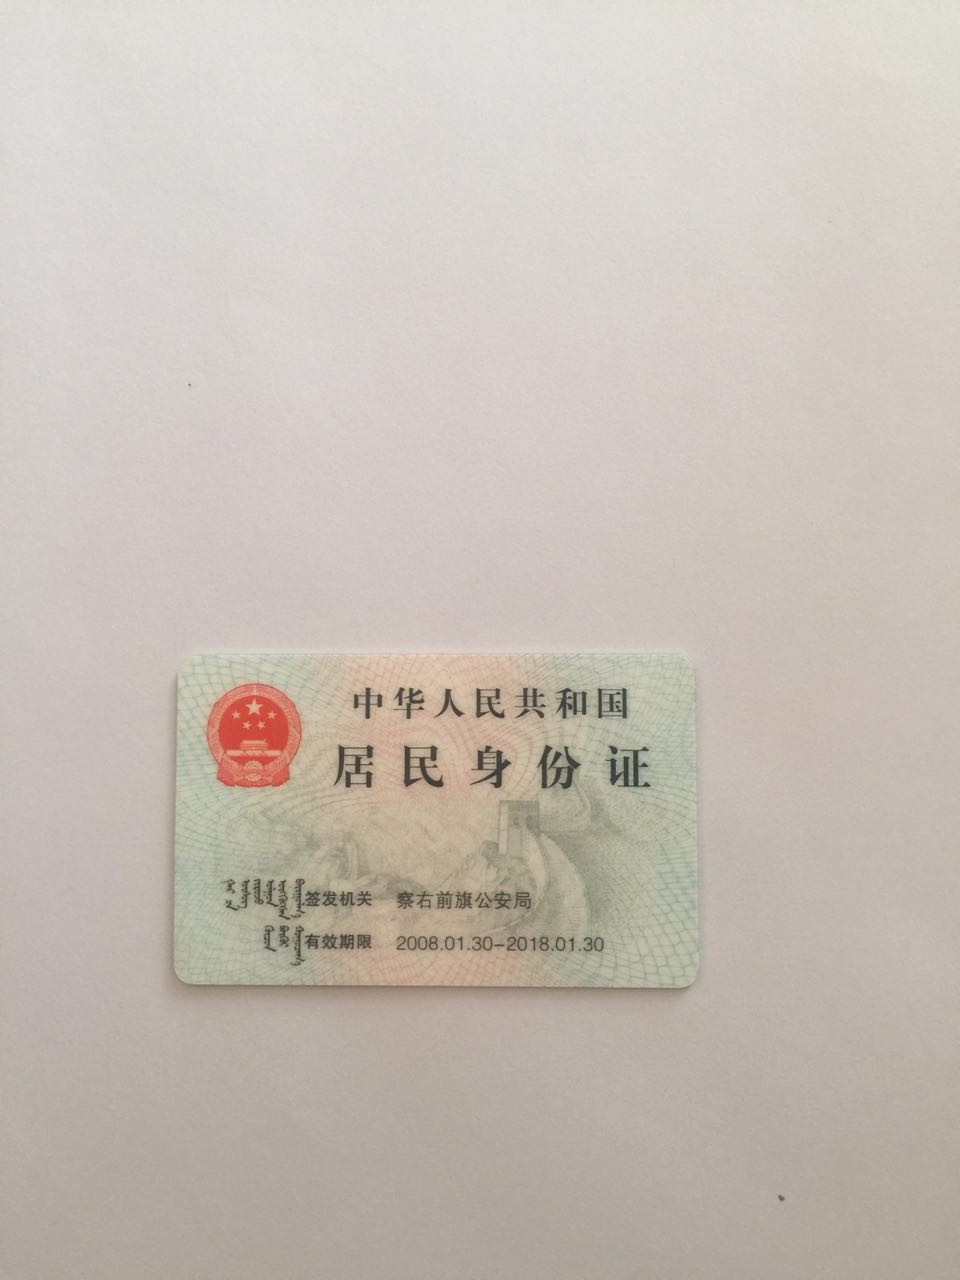 中华人民共和国
居民身份证
签发机关 察右前旗公安局
有效期限 2008.01.30-2018.01.30